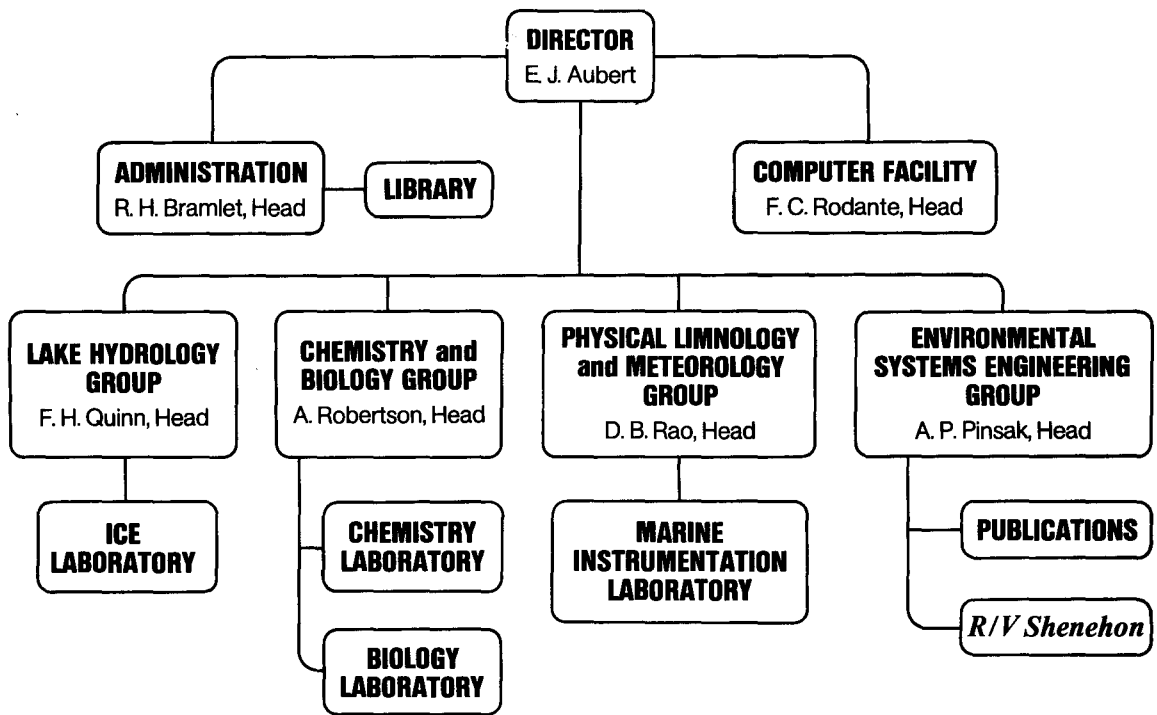 DIRECTOR
E. J. Aubert
ADMINISTRATION
R. H. Bramlet, Head
LIBRARY
COMPUTER FACILITY
F. C. Rodante, Head
LAKE HYDROLOGY
GROUP
F. H. Quinn, Head
CHEMISTRY and
BIOLOGY GROUP
A. Robertson, Head
PHYSICAL LIMNOLOGY
and METEOROLOGY
GROUP
D. B. Rao, Head
ENVIRONMENTAL
SYSTEMS ENGINEERING
GROUP
A. P. Pinsak, Head
ICE
LABORATORY
CHEMISTRY
LABORATORY
BIOLOGY
LABORATORY
MARINE
INSTRUMENTATION
LABORATORY
PUBLICATIONS
R/V Shenehon